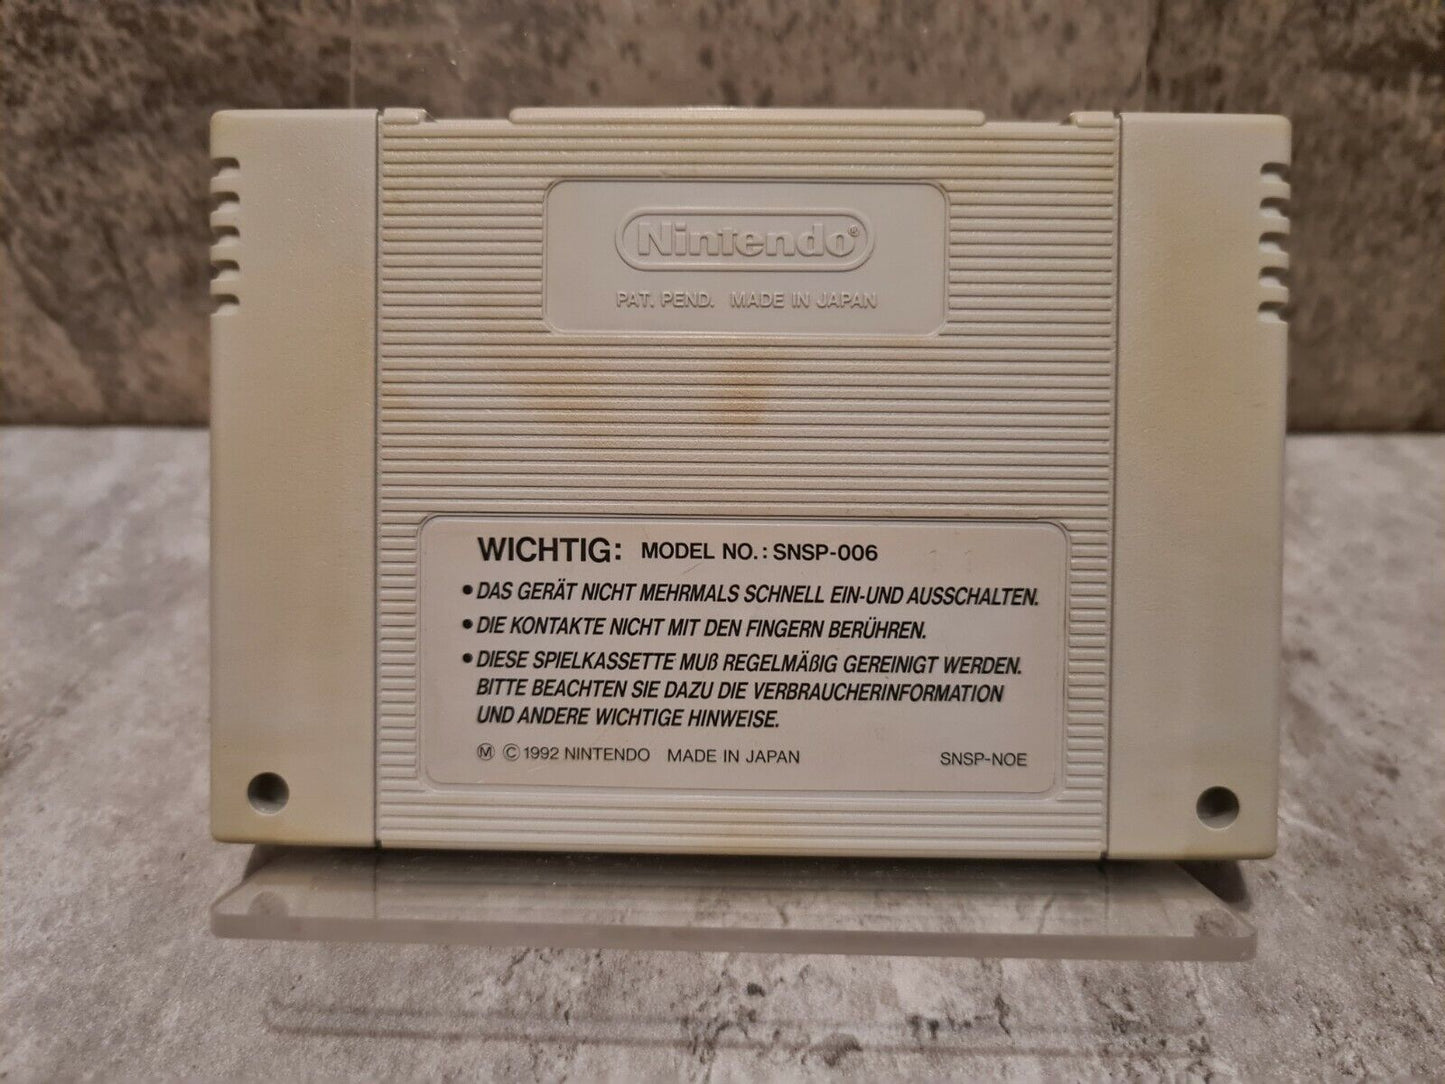 Nintendo®
PAT. PEND. MADE IN JAPAN
WICHTIG: MODEL NO.: SNSP-006
• DAS GERÄT NICHT MEHRMALS SCHNELL EIN-UND AUSSCHALTEN.
• DIE KONTAKTE NICHT MIT DEN FINGERN BERÜHREN.
• DIESE SPIELKASSETTE MUß REGELMÄßIG GEREINIGT WERDEN.
BITTE BEACHTEN SIE DAZU DIE VERBRAUCHERINFORMATION
UND ANDERE WICHTIGE HINWEISE.
Ⓜ © 1992 NINTENDO MADE IN JAPAN SNSP-NOE